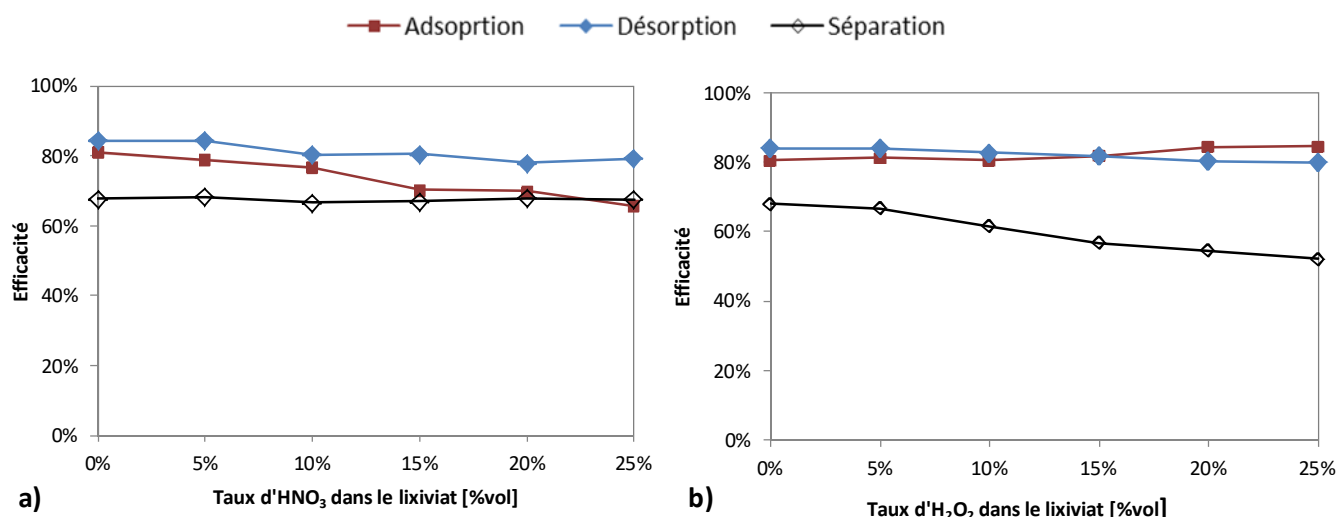 Adsoprtion Désorption Séparation
100%
80%
60%
40%
20%
0%
Efficacité
0% 5% 10% 15% 20% 25%
a) Taux d'HNO₃ dans le lixiviat [%vol]
100%
80%
60%
40%
20%
0%
Efficacité
0% 5% 10% 15% 20% 25%
b) Taux d'H₂O₂ dans le lixiviat [%vol]